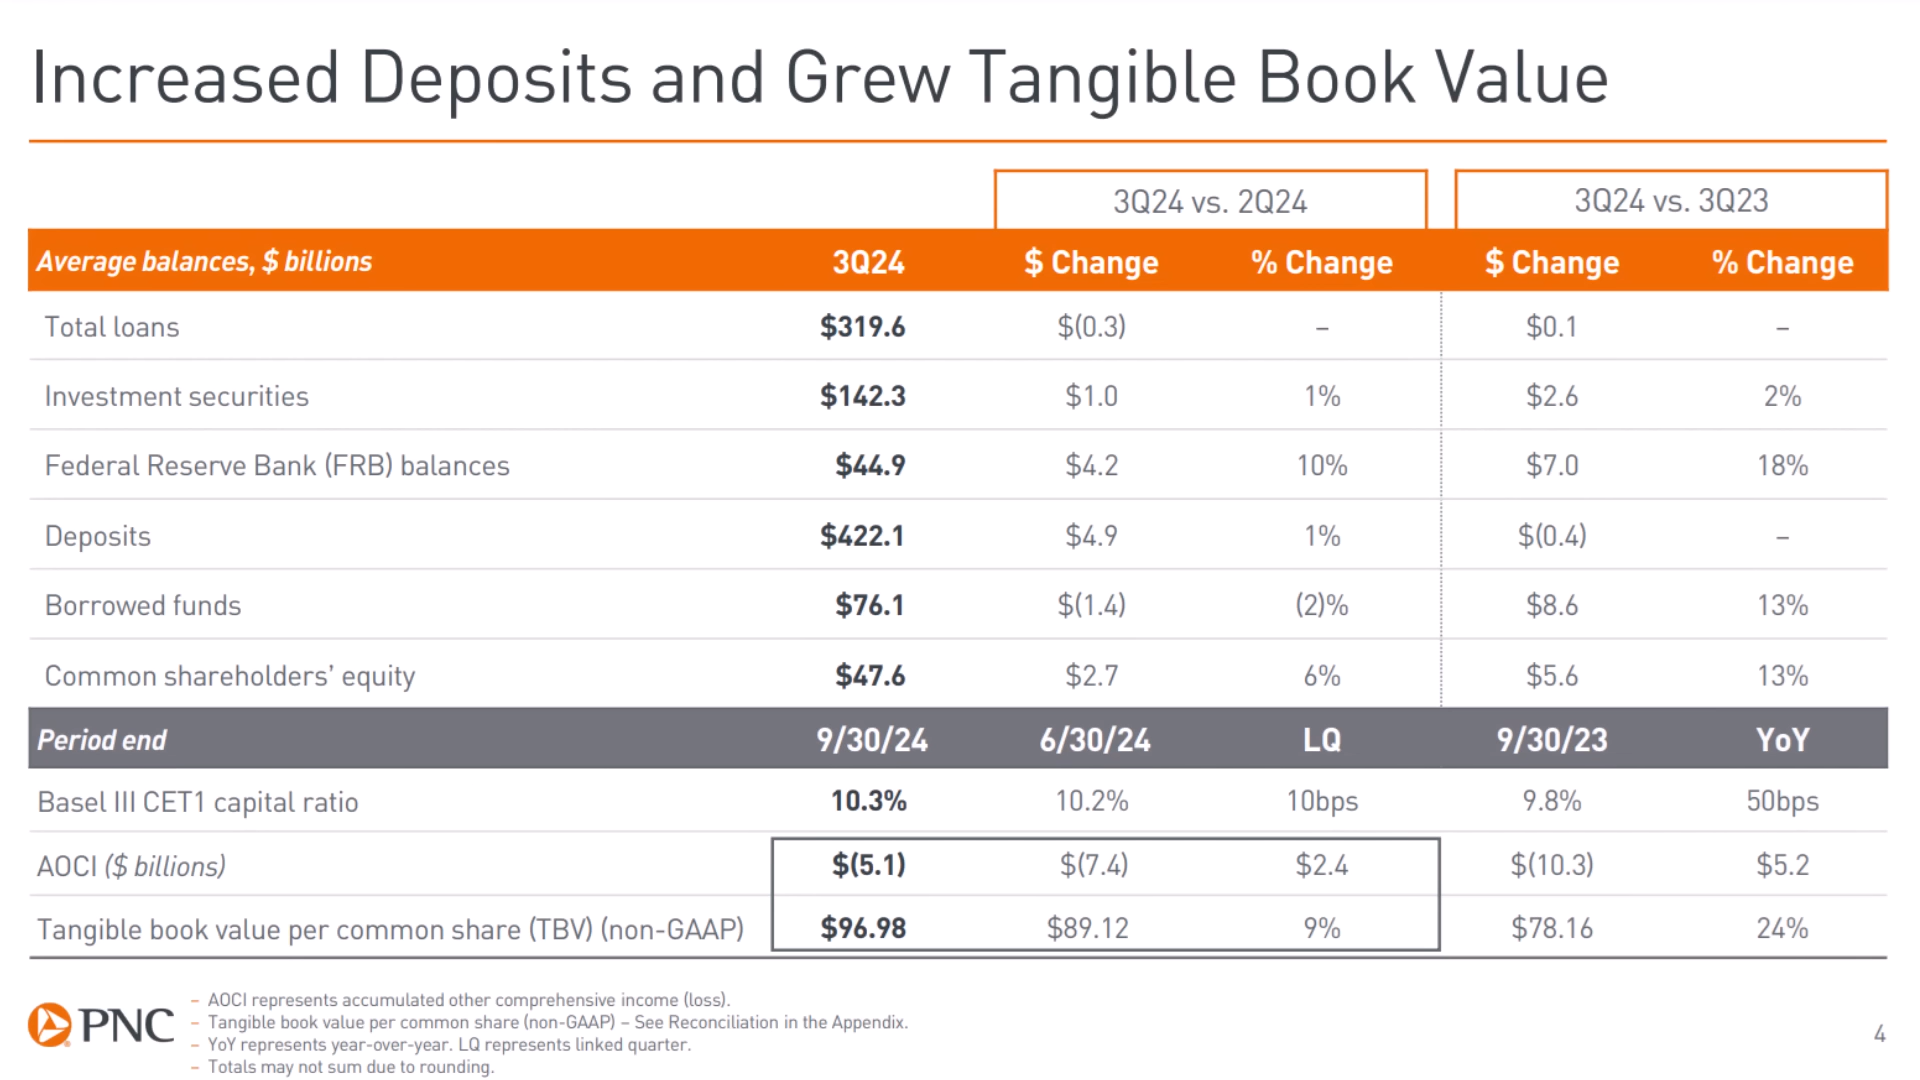 Increased Deposits and Grew Tangible Book Value
3Q24 vs. 2Q24 3Q24 vs. 3Q23
Average balances, $ billions 3Q24 $ Change % Change $ Change % Change
Total loans $319.6 $(0.3) – $0.1 –
Investment securities $142.3 $1.0 1% $2.6 2%
Federal Reserve Bank (FRB) balances $44.9 $4.2 10% $7.0 18%
Deposits $422.1 $4.9 1% $(0.4) –
Borrowed funds $76.1 $(1.4) (2)% $8.6 13%
Common shareholders' equity $47.6 $2.7 6% $5.6 13%
Period end 9/30/24 6/30/24 LQ 9/30/23 YoY
Basel III CET1 capital ratio 10.3% 10.2% 10bps 9.8% 50bps
AOCI ($ billions) $(5.1) $(7.4) $2.4 $(10.3) $5.2
Tangible book value per common share (TBV) (non-GAAP) $96.98 $89.12 9% $78.16 24%
PNC
– AOCI represents accumulated other comprehensive income (loss).
– Tangible book value per common share (non-GAAP) – See Reconciliation in the Appendix.
– YoY represents year-over-year. LQ represents linked quarter.
– Totals may not sum due to rounding.
4